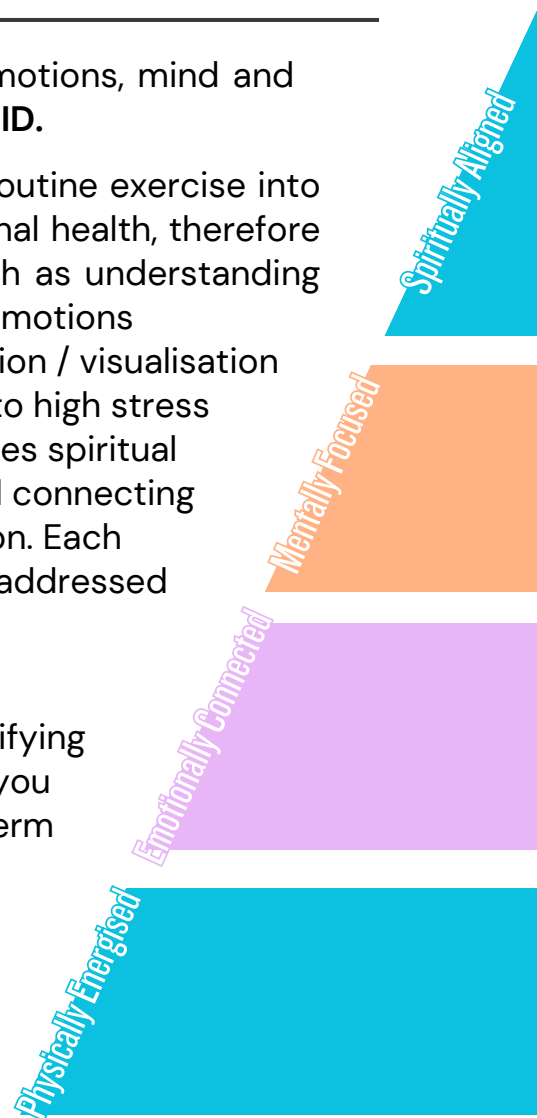 motions, mind and
ID.
outine exercise into
nal health, therefore
h as understanding
motions
ion / visualisation
to high stress
es spiritual
connecting
on. Each
addressed
ifying
you
erm
Spiritually Aligned
Mentally Focused
Emotionally Connected
Physically Energised